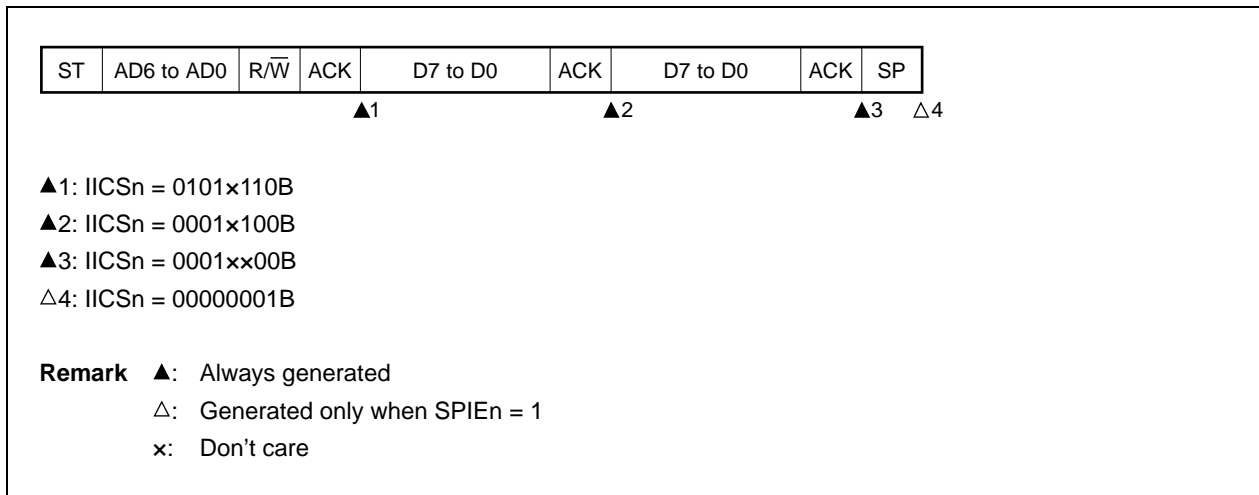 ST AD6 to AD0 R/W̅ ACK D7 to D0 ACK D7 to D0 ACK SP
▲1 ▲2 ▲3 △4
▲1: IICSn = 0101×110B
▲2: IICSn = 0001×100B
▲3: IICSn = 0001××00B
△4: IICSn = 00000001B
Remark ▲: Always generated
△: Generated only when SPIEn = 1
×: Don't care